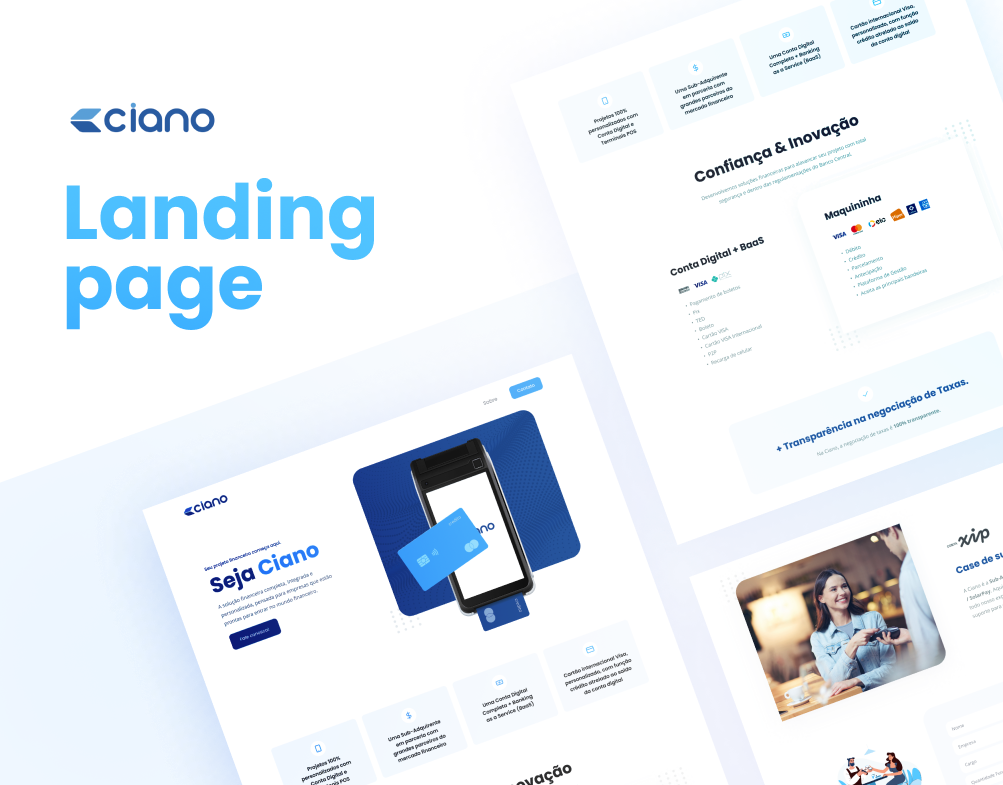 ciano
Landing
page
Projetos 100%
personalizados com
Conta Digital e
Terminais POS
Uma Sub-Adquirente
em parceria com
grandes parceiros do
mercado financeiro
Uma Conta Digital
Completa + Banking
as a Service (BaaS)
Cartão internacional Visa,
personalizado, com função
crédito atrelado ao saldo
da conta digital
Confiança & Inovação
Desenvolvemos soluções financeiras para alavancar seu projeto com total
segurança e dentro das regulamentações do Banco Central.
Conta Digital + BaaS
VISA
Pagamento de boletos
Pix
TED
Boleto
Cartão VISA
Cartão VISA Internacional
P2P
Recarga de celular
Maquininha
VISA
elo
Débito
Crédito
Parcelamento
Antecipação
Plataforma de Gestão
Aceita as principais bandeiras
+ Transparência na negociação de Taxas.
Na Ciano, a negociação de taxas é 100% transparente.
Sobre
Contato
ciano
Seu projeto financeiro começa aqui.
Seja Ciano
A solução financeira completa, integrada e
personalizada, pensada para empresas que estão
prontas para entrar no mundo financeiro.
Fale conosco!
Projetos 100%
personalizados com
Conta Digital e
Terminais POS
Uma Sub-Adquirente
em parceria com
grandes parceiros do
mercado financeiro
Uma Conta Digital
Completa + Banking
as a Service (BaaS)
Cartão internacional Visa,
personalizado, com função
crédito atrelado ao saldo
da conta digital
ovação
xip
Case de su
A Ciano é a Sub-A
/ SolarPay. Aqui
todo nosso exp
suporte para
Nome
Empresa
Cargo